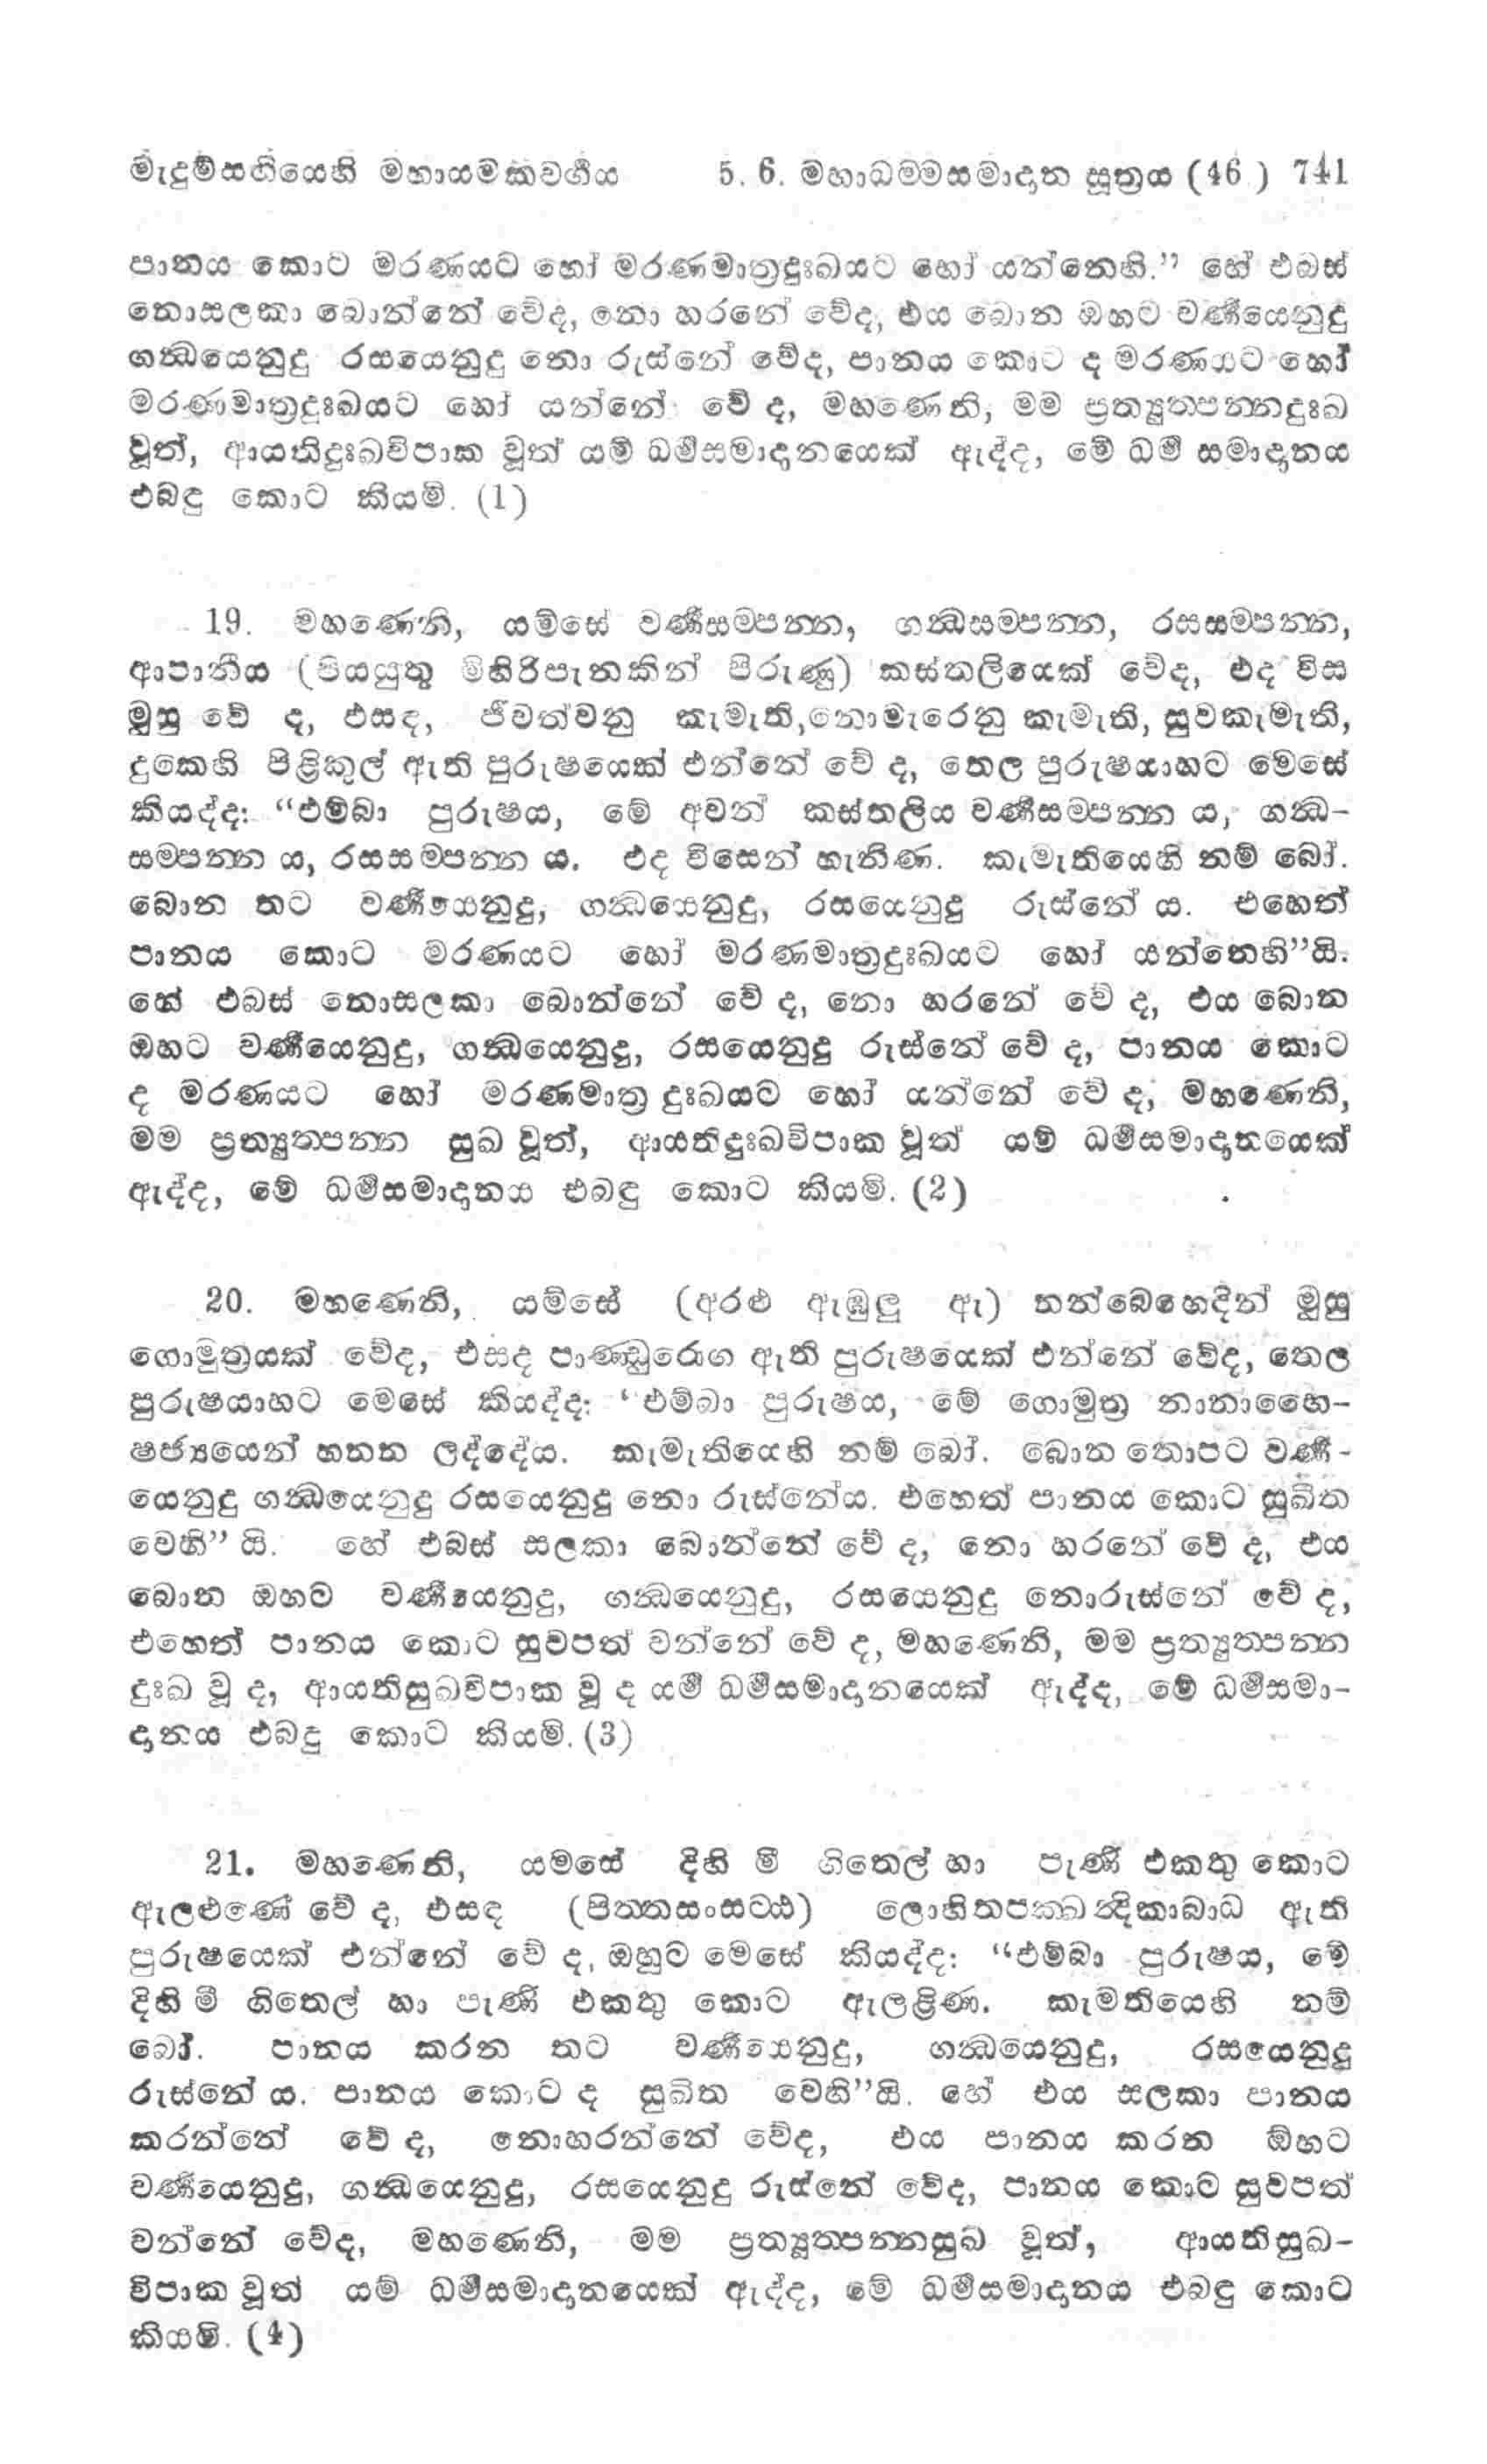 මැදුම්සඟියෙහි මහායමකවර්‍ගය 5. 6. මහාධම්මසමාදාන සූත්‍රය (46) 741
පානය කොට මරණයට හෝ මරණමාත්‍රදුඃඛයට හෝ යන්නෙහි.” හේ එබස්
නොසලකා බොන්නේ වේද, නො හරනේ වේද, එය බොන ඔහට වර්‍ණයෙනුදු
ගන්‍ධයෙනුදු රසයෙනුදු නො රුස්නේ වේද, පානය කොට ද මරණයට හෝ
මරණමාත්‍රදුඃඛයට හෝ යන්නේ වේ ද, මහණෙනි, මම ප්‍රත්‍යුත්පන්නදුඃඛ
වූත්, ආයතිදුඃඛවිපාක වූත් යම් ධර්‍මසමාදානයෙක් ඇද්ද, මේ ධර්‍ම සමාදානය
එබඳු කොට කියමි. (1)
19. මහණෙනි, යම්සේ වර්‍ණසම්පන්න, ගන්‍ධසම්පන්න, රසසම්පන්න,
ආපානීය (පියයුතු මිහිරිපැනකින් පිරුණු) කස්තලියෙක් වේද, එද විස
මුසු වේ ද, එසඳ, ජීවත්වනු කැමැති,නොමැරෙනු කැමැති, සුවකැමැති,
දුකෙහි පිළිකුල් ඇති පුරුෂයෙක් එන්නේ වේ ද, තෙල පුරුෂයාහට මෙසේ
කියද්ද: “එම්බා පුරුෂය, මේ අවන් කස්තලිය වර්‍ණසම්පන්න ය, ගන්‍ධ-
සම්පන්න ය, රසසම්පන්න ය. එද විසෙන් හැනිණ. කැමැතියෙහි නම් බෝ.
බොන තට වර්‍ණයෙනුදු, ගන්‍ධයෙනුදු, රසයෙනුදු රුස්නේ ය. එහෙත්
පානය කොට මරණයට හෝ මරණමාත්‍රදුඃඛයට හෝ යන්නෙහි”යි.
හේ එබස් නොසලකා බොන්නේ වේ ද, නො හරනේ වේ ද, එය බොන
ඔහට වර්‍ණයෙනුදු, ගන්‍ධයෙනුදු, රසයෙනුදු රුස්නේ වේ ද, පානය කොට
ද මරණයට හෝ මරණමාත්‍ර දුඃඛයට හෝ යන්නේ වේ ද, මහණෙනි,
මම ප්‍රත්‍යුත්පන්න සුඛ වූත්, ආයතිදුඃඛවිපාක වූත් යම් ධර්‍මසමාදානයෙක්
ඇද්ද, මේ ධර්‍මසමාදානය එබඳු කොට කියමි. (2)
20. මහණෙනි, යම්සේ (අරළු ඇඹුලු ඈ) තන්බෙහෙදින් මුසු
ගොමුත්‍රයක් වේද, එසඳ පාණ්ඩුරොග ඇති පුරුෂයෙක් එන්නේ වේද, තෙල
පුරුෂයාහට මෙසේ කියද්ද: ‘එම්බා පුරුෂය, මේ ගොමුත්‍ර නානාභෛ-
ෂජ්‍යයෙන් හනන ලද්දේය. කැමැතියෙහි නම් බෝ. බොන තොපට වර්‍ණ-
යෙනුදු ගන්‍ධයෙනුදු රසයෙනුදු නො රුස්නේය. එහෙත් පානය කොට සුඛිත
වෙහි”යි. හේ එබස් සලකා බොන්නේ වේ ද, නො හරනේ වේ ද, එය
බොන ඔහට වර්‍ණයෙනුදු, ගන්‍ධයෙනුදු, රසයෙනුදු නොරුස්නේ වේ ද,
එහෙත් පානය කොට සුවපත් වන්නේ වේ ද, මහණෙනි, මම ප්‍රත්‍යුත්පන්න
දුඃඛ වූ ද, ආයතිසුඛවිපාක වූ ද යම් ධර්‍මසමාදානයෙක් ඇද්ද, මේ ධර්‍මසමා-
දානය එබදු කොට කියමි. (3)
21. මහණෙනි, යම්සේ දිහි මී ගිතෙල් හා පැණි එකතු කොට
ඇලළුණේ වේ ද, එසඳ (පිත්තසංසට්ඨ) ලොහිතපක්ඛන්‍දිකාබාධ ඇති
පුරුෂයෙක් එන්නේ වේ ද, ඔහුට මෙසේ කියද්ද: “එම්බා පුරුෂය, මේ
දිහි මී ගිතෙල් හා පැණි එකතු කොට ඇලළිණ. කැමතියෙහි නම්
බෝ. පානය කරන තට වර්‍ණයෙනුදු, ගන්‍ධයෙනුදු, රසයෙනුදු
රුස්නේ ය. පානය කොට ද සුඛිත වෙහි”යි. හේ එය සලකා පානය
කරන්නේ වේ ද, නොහරන්නේ වේද, එය පානය කරන ඕහට
වර්‍ණයෙනුදු, ගන්‍ධයෙනුදු, රසයෙනුදු රුස්නේ වේද, පානය කොට සුවපත්
වන්නේ වේද, මහණෙනි, මම ප්‍රත්‍යුත්පන්නසුඛ වූත්, ආයතිසුඛ-
විපාක වූත් යම් ධර්‍මසමාදානයෙක් ඇද්ද, මේ ධර්‍මසමාදානය එබඳු කොට
කියමි. (4)